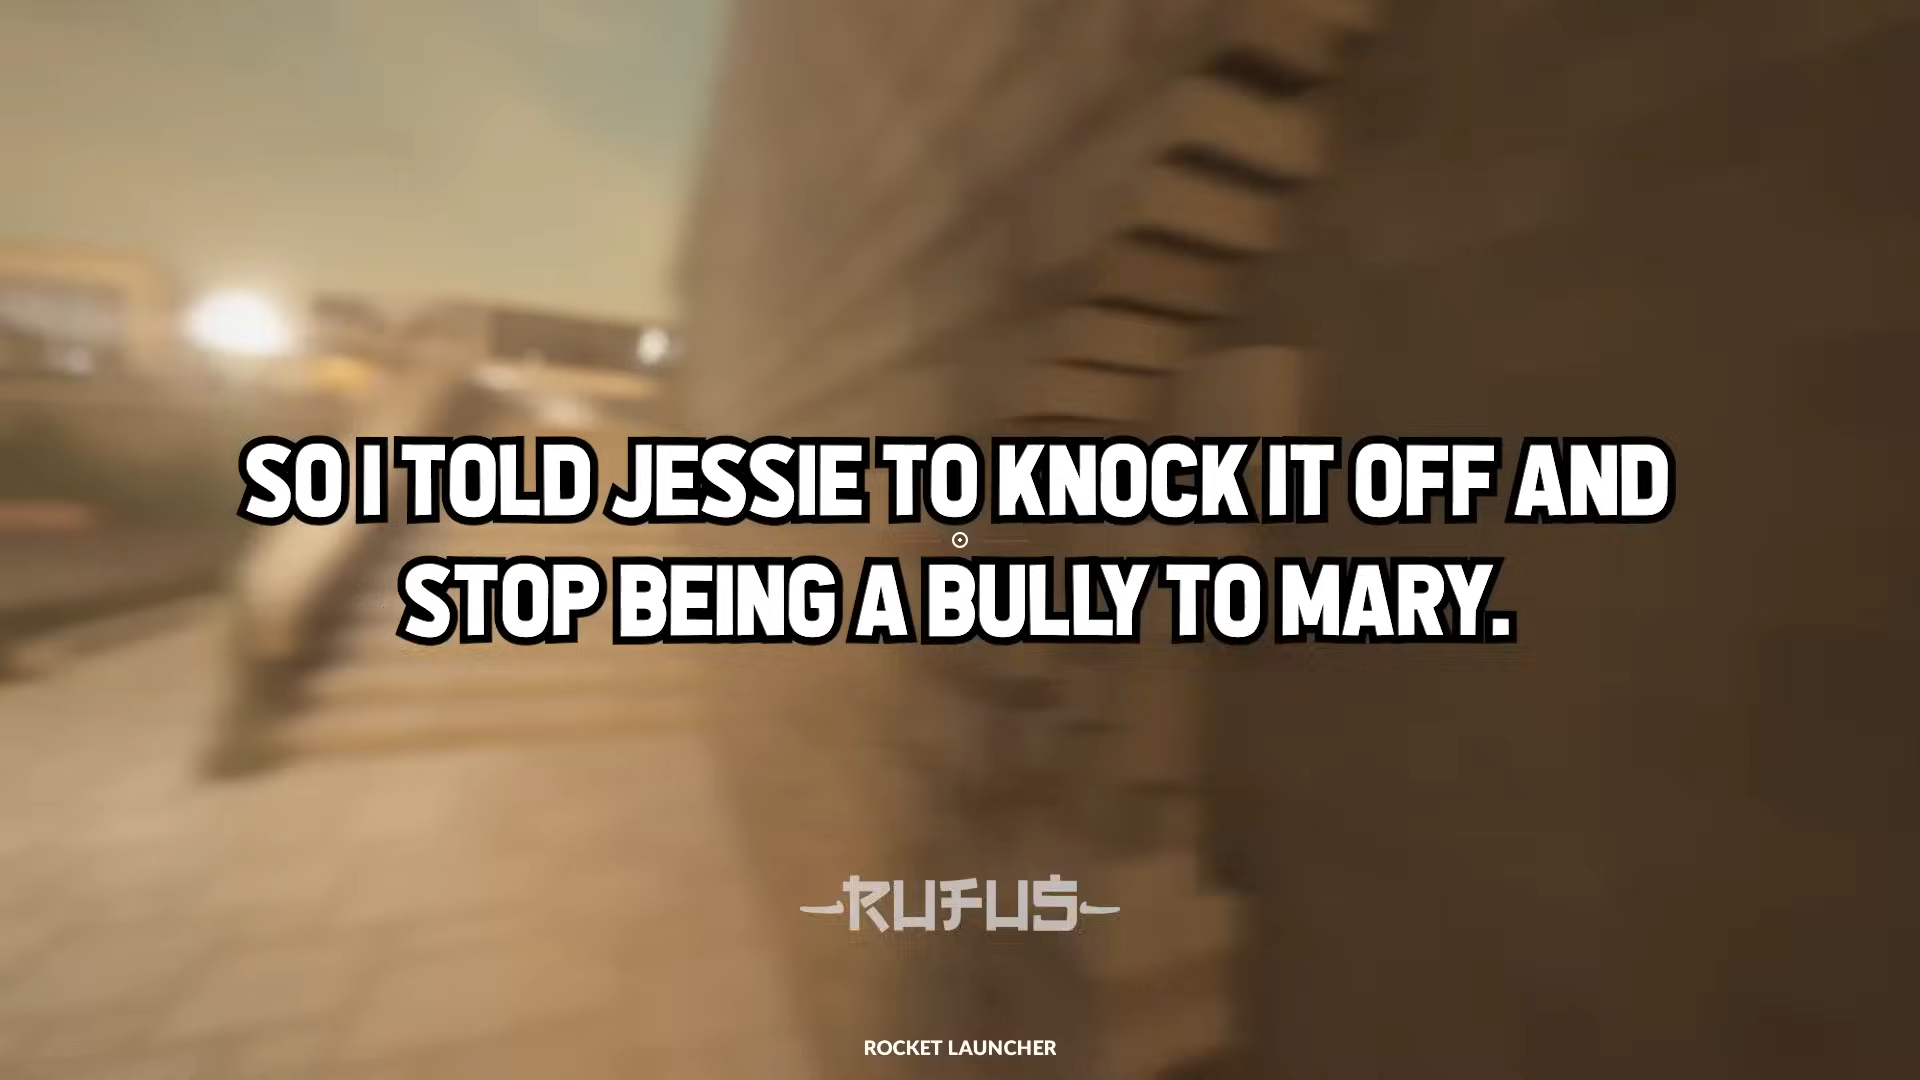 SO I TOLD JESSIE TO KNOCK IT OFF AND
STOP BEING A BULLY TO MARY.
RUFUS
ROCKET LAUNCHER